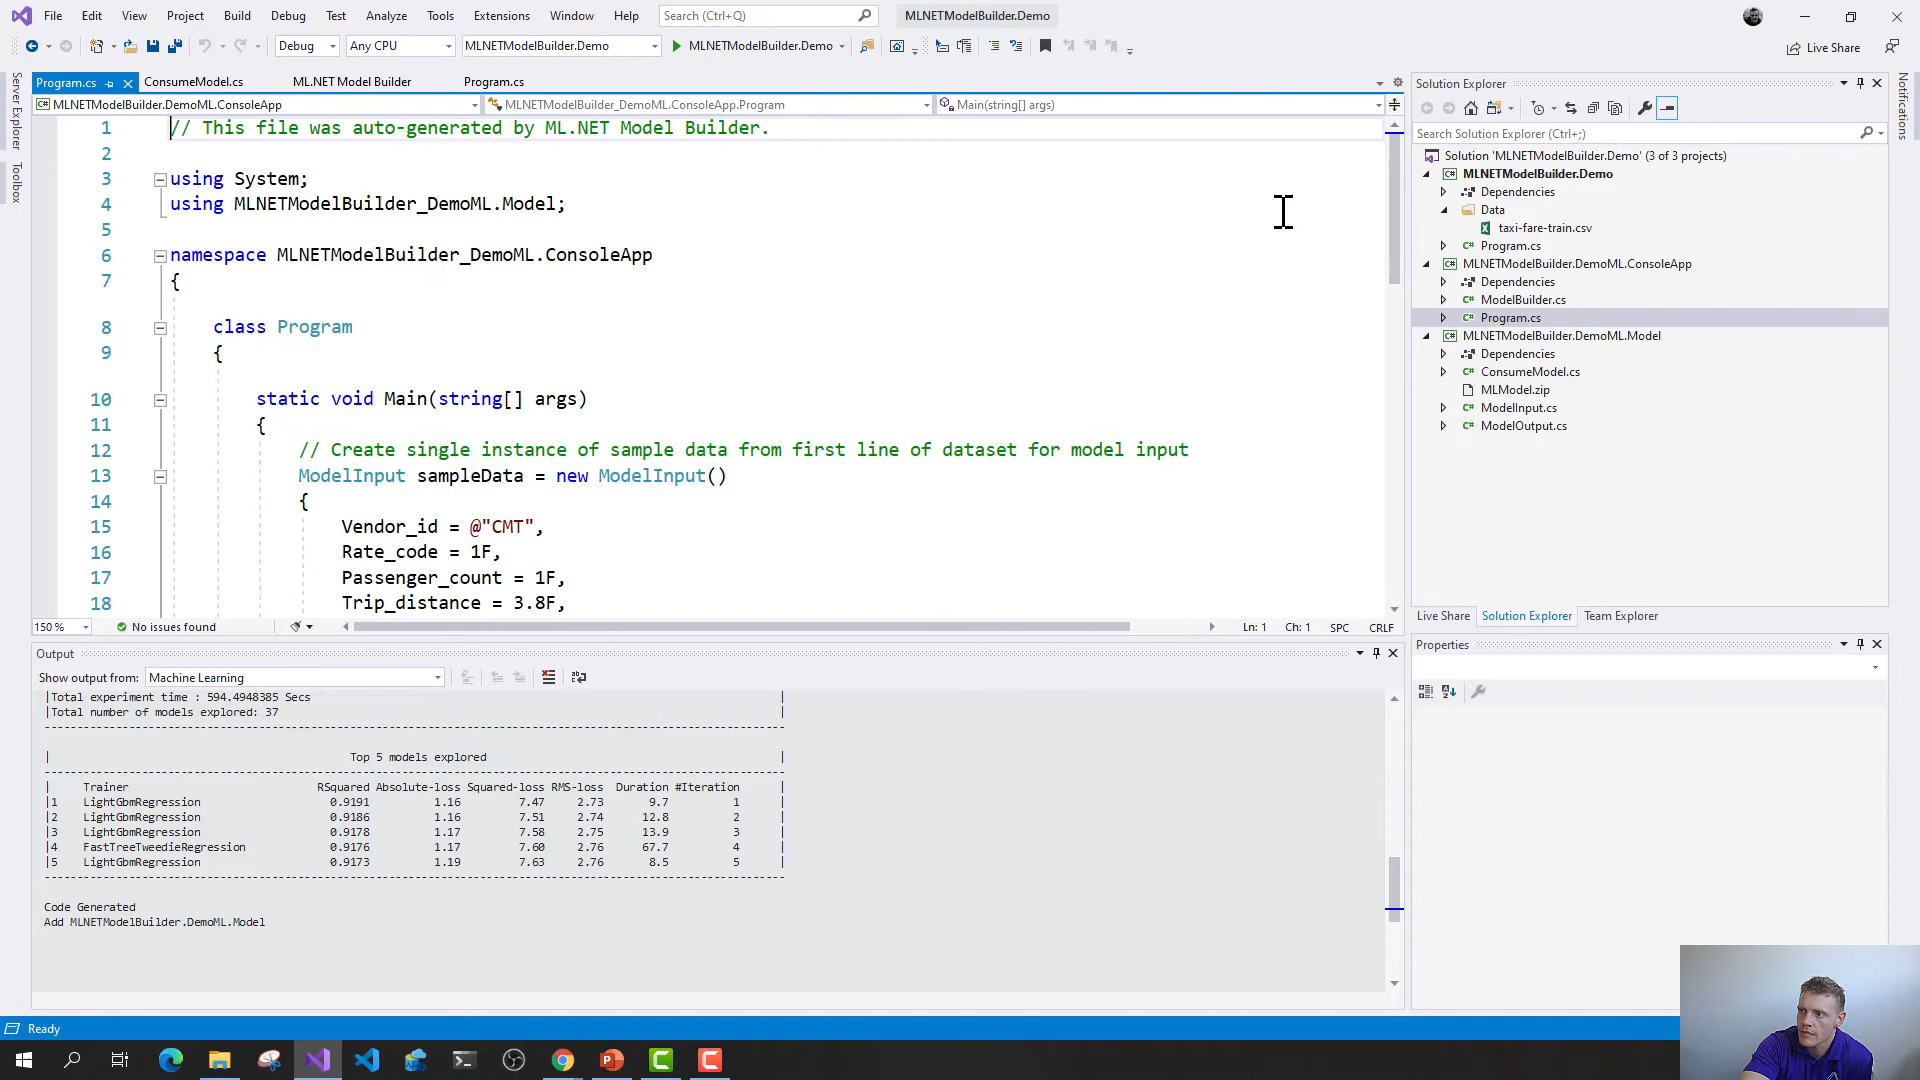 File Edit View Project Build Debug Test Analyze Tools Extensions Window Help Search (Ctrl+Q) MLNETModelBuilder.Demo
Debug Any CPU MLNETModelBuilder.Demo MLNETModelBuilder.Demo Live Share
Server Explorer
Toolbox
Program.cs ConsumeModel.cs ML.NET Model Builder Program.cs
MLNETModelBuilder.DemoML.ConsoleApp MLNETModelBuilder_DemoML.ConsoleApp.Program Main(string[] args)
1 // This file was auto-generated by ML.NET Model Builder.
2
3 using System;
4 using MLNETModelBuilder_DemoML.Model;
5
6 namespace MLNETModelBuilder_DemoML.ConsoleApp
7 {
8 class Program
9 {
10 static void Main(string[] args)
11 {
12 // Create single instance of sample data from first line of dataset for model input
13 ModelInput sampleData = new ModelInput()
14 {
15 Vendor_id = @"CMT",
16 Rate_code = 1F,
17 Passenger_count = 1F,
18 Trip_distance = 3.8F,
150 % No issues found Ln: 1 Ch: 1 SPC CRLF
Output
Show output from: Machine Learning
|Total experiment time : 594.4948385 Secs |
|Total number of models explored: 37 |
| Top 5 models explored |
| Trainer RSquared Absolute-loss Squared-loss RMS-loss Duration #Iteration |
|1 LightGbmRegression 0.9191 1.16 7.47 2.73 9.7 1 |
|2 LightGbmRegression 0.9186 1.16 7.51 2.74 12.8 2 |
|3 LightGbmRegression 0.9178 1.17 7.58 2.75 13.9 3 |
|4 FastTreeTweedieRegression 0.9176 1.17 7.60 2.76 67.7 4 |
|5 LightGbmRegression 0.9173 1.19 7.63 2.76 8.5 5 |
Code Generated
Add MLNETModelBuilder.DemoML.Model
Solution Explorer
Search Solution Explorer (Ctrl+;)
Solution 'MLNETModelBuilder.Demo' (3 of 3 projects)
MLNETModelBuilder.Demo
Dependencies
Data
taxi-fare-train.csv
Program.cs
MLNETModelBuilder.DemoML.ConsoleApp
Dependencies
ModelBuilder.cs
Program.cs
MLNETModelBuilder.DemoML.Model
Dependencies
ConsumeModel.cs
MLModel.zip
ModelInput.cs
ModelOutput.cs
Live Share Solution Explorer Team Explorer
Properties
Notifications
Ready